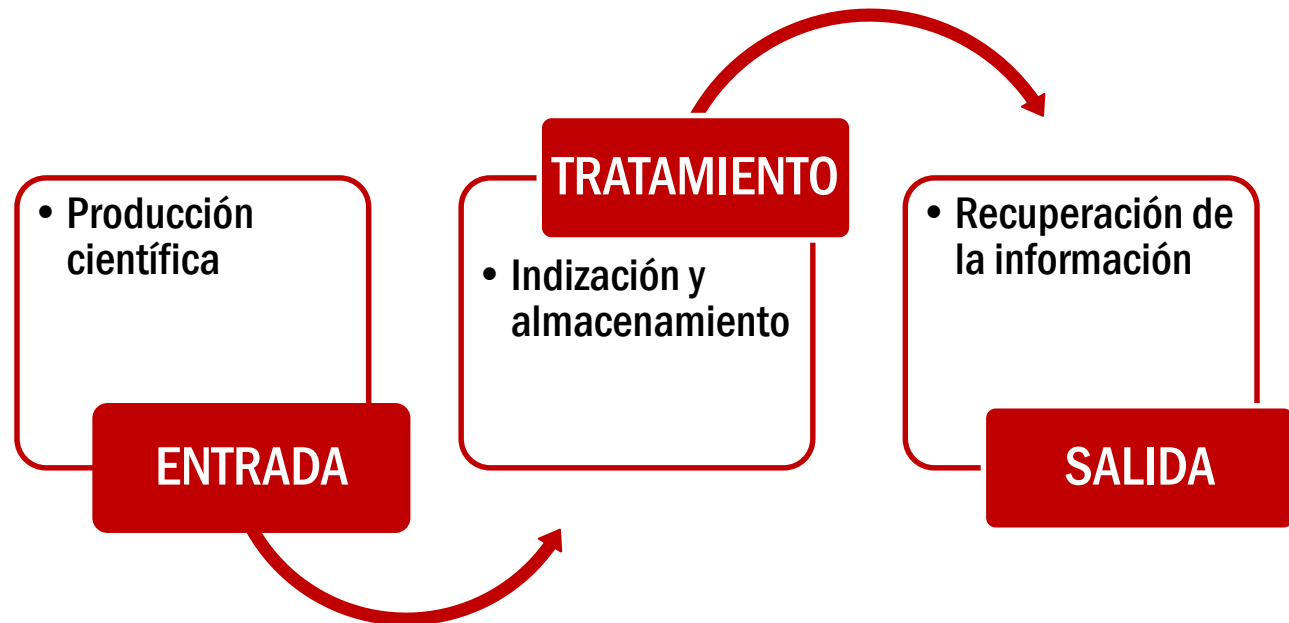 • Producción
científica
ENTRADA
TRATAMIENTO
• Indización y
almacenamiento
• Recuperación de
la información
SALIDA